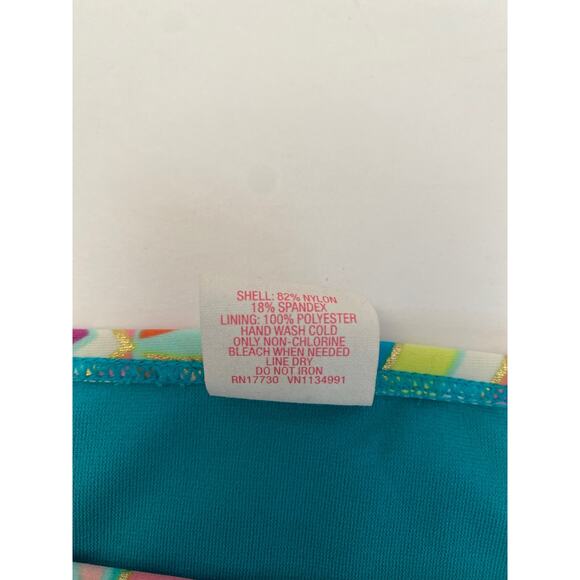 SHELL: 82% NYLON
18% SPANDEX
LINING: 100% POLYESTER
HAND WASH COLD
ONLY NON-CHLORINE
BLEACH WHEN NEEDED
LINE DRY
DO NOT IRON
RN17730 VN1134991